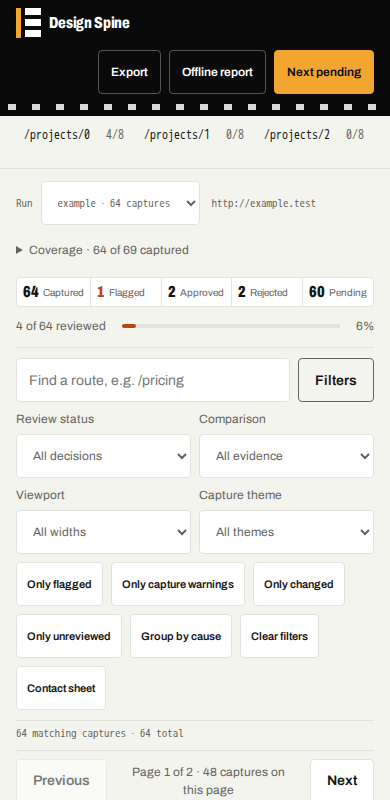 Design Spine
Export
Offline report
Next pending
/projects/0 4/8 /projects/1 0/8 /projects/2 0/8
Run example · 64 captures http://example.test
Coverage · 64 of 69 captured
64 Captured 1 Flagged 2 Approved 2 Rejected 60 Pending
4 of 64 reviewed 6%
Find a route, e.g. /pricing Filters
Review status Comparison
All decisions All evidence
Viewport Capture theme
All widths All themes
Only flagged Only capture warnings Only changed
Only unreviewed Group by cause Clear filters
Contact sheet
64 matching captures · 64 total
Previous Page 1 of 2 · 48 captures on Next
this page